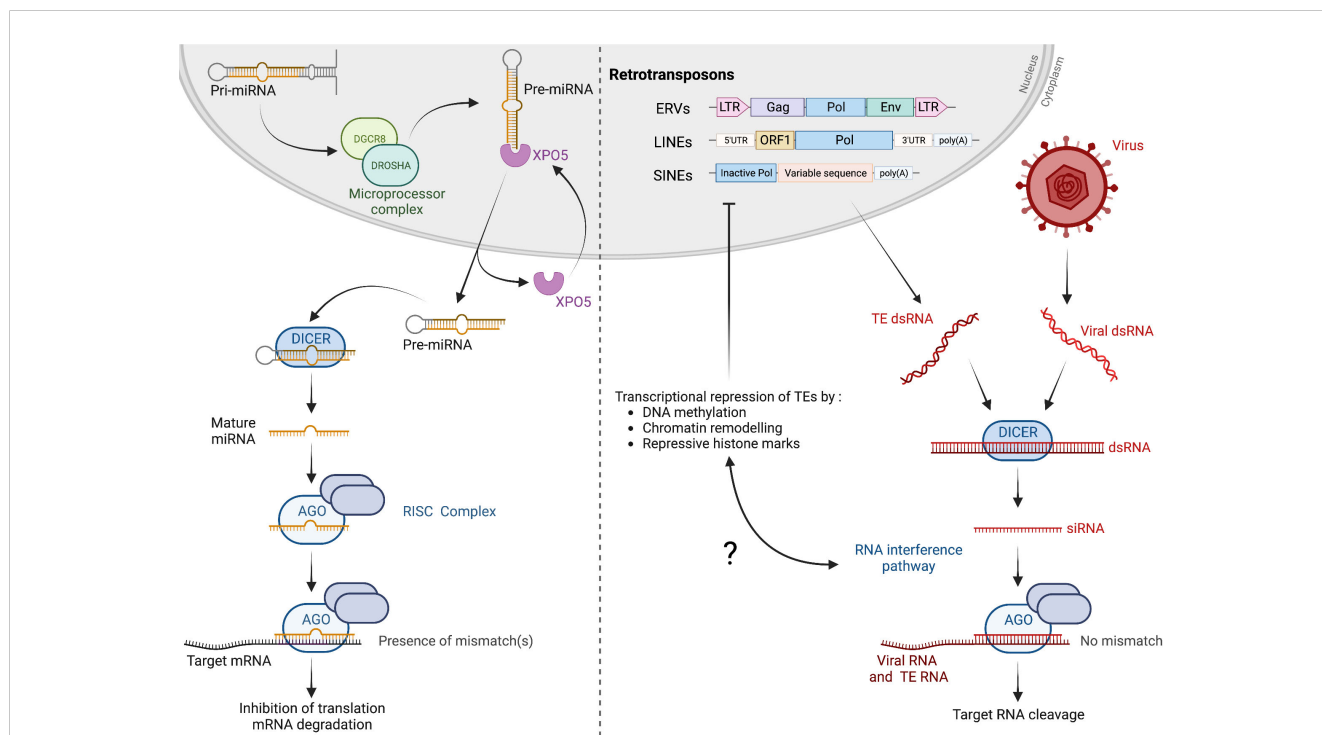 Pri-miRNA
DGCR8
DROSHA
Microprocessor
complex
Pre-miRNA
XPO5
XPO5
Pre-miRNA
DICER
Mature
miRNA
AGO
RISC Complex
AGO
Presence of mismatch(s)
Target mRNA
Inhibition of translation
mRNA degradation
Retrotransposons
ERVs LTR Gag Pol Env LTR
LINEs 5'UTR ORF1 Pol 3'UTR poly(A)
SINEs Inactive Pol Variable sequence poly(A)
Nucleus
Cytoplasm
Virus
TE dsRNA
Viral dsRNA
Transcriptional repression of TEs by :
• DNA methylation
• Chromatin remodelling
• Repressive histone marks
?
DICER
dsRNA
siRNA
RNA interference
pathway
AGO
No mismatch
Viral RNA
and TE RNA
Target RNA cleavage